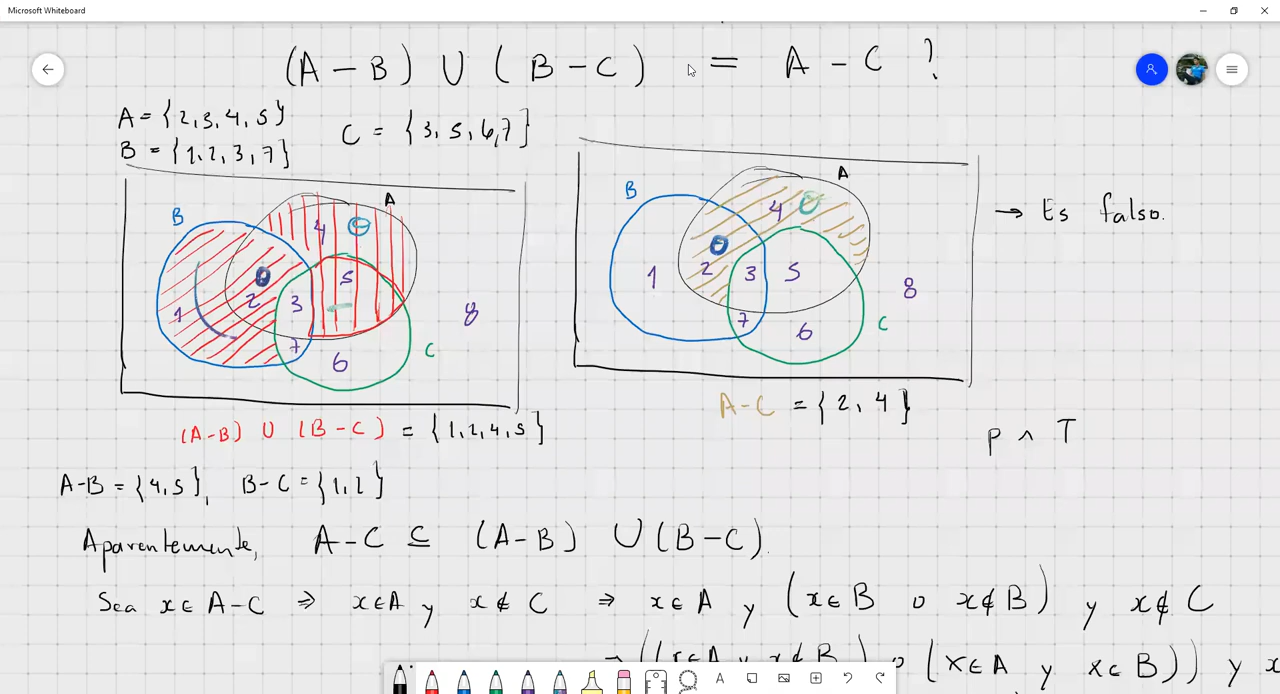 Microsoft Whiteboard
(A − B) ∪ (B − C) = A − C ?
A = {2,3,4,5}
B = {1,2,3,7}
C = {3,5,6,7}
B A
4
5
2 3
1
7 6
8
C
B A
4
1 2 3 5
7 6
8
C
→ Es falso.
(A−B) ∪ (B−C) = {1,2,4,5}
A−C = {2, 4}
p ∧ T
A−B = {4,5}, B−C = {1,2}
Aparentemente, A−C ⊆ (A−B) ∪ (B−C).
Sea x ∈ A−C ⇒ x∈A y x ∉ C ⇒ x∈A y (x∈B o x∉B) y x∉C
((x∈A y x∉B) o (x∈A y x∈B)) y x